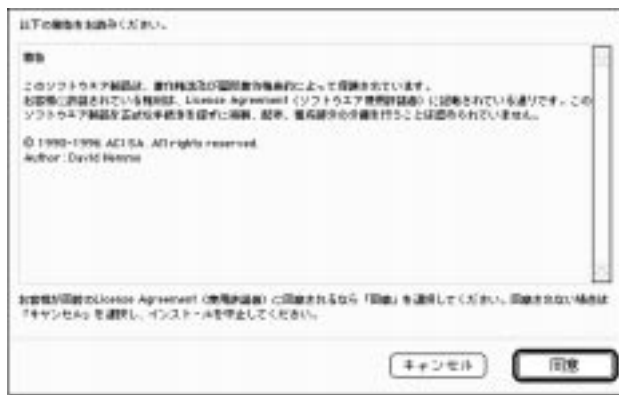 以下の警告をお読みください。
警告
このソフトウエア製品は、著作権法及び国際著作権条約によって保護されています。
お客様に許諾されている権利は、License Agreement（ソフトウエア使用許諾書）に記載されている通りです。この
ソフトウエア製品を正式な手続きを経ずに複製、配布、
を行うことは認められていません。
© 1990-1996 ACI SA. All rights reserved.
Author : David Hemmo
お客様が同封のLicense Agreement（使用許諾書）に同意されるなら「同意」を選択してください。同意されない場合は
「キャンセル」を選択し、インストールを中止してください。
キャンセル
同意